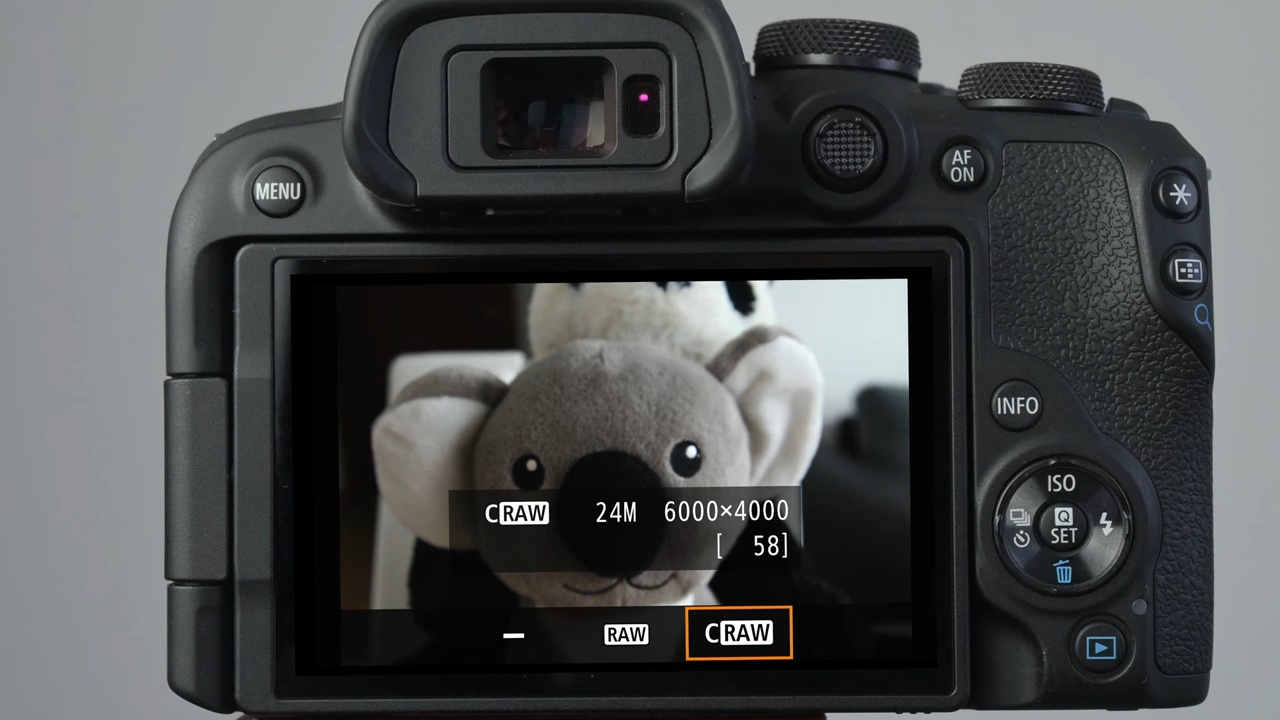 MENU
AF
ON
INFO
CRAW 24M 6000×4000
[ 58]
ISO
Q
SET
– RAW CRAW